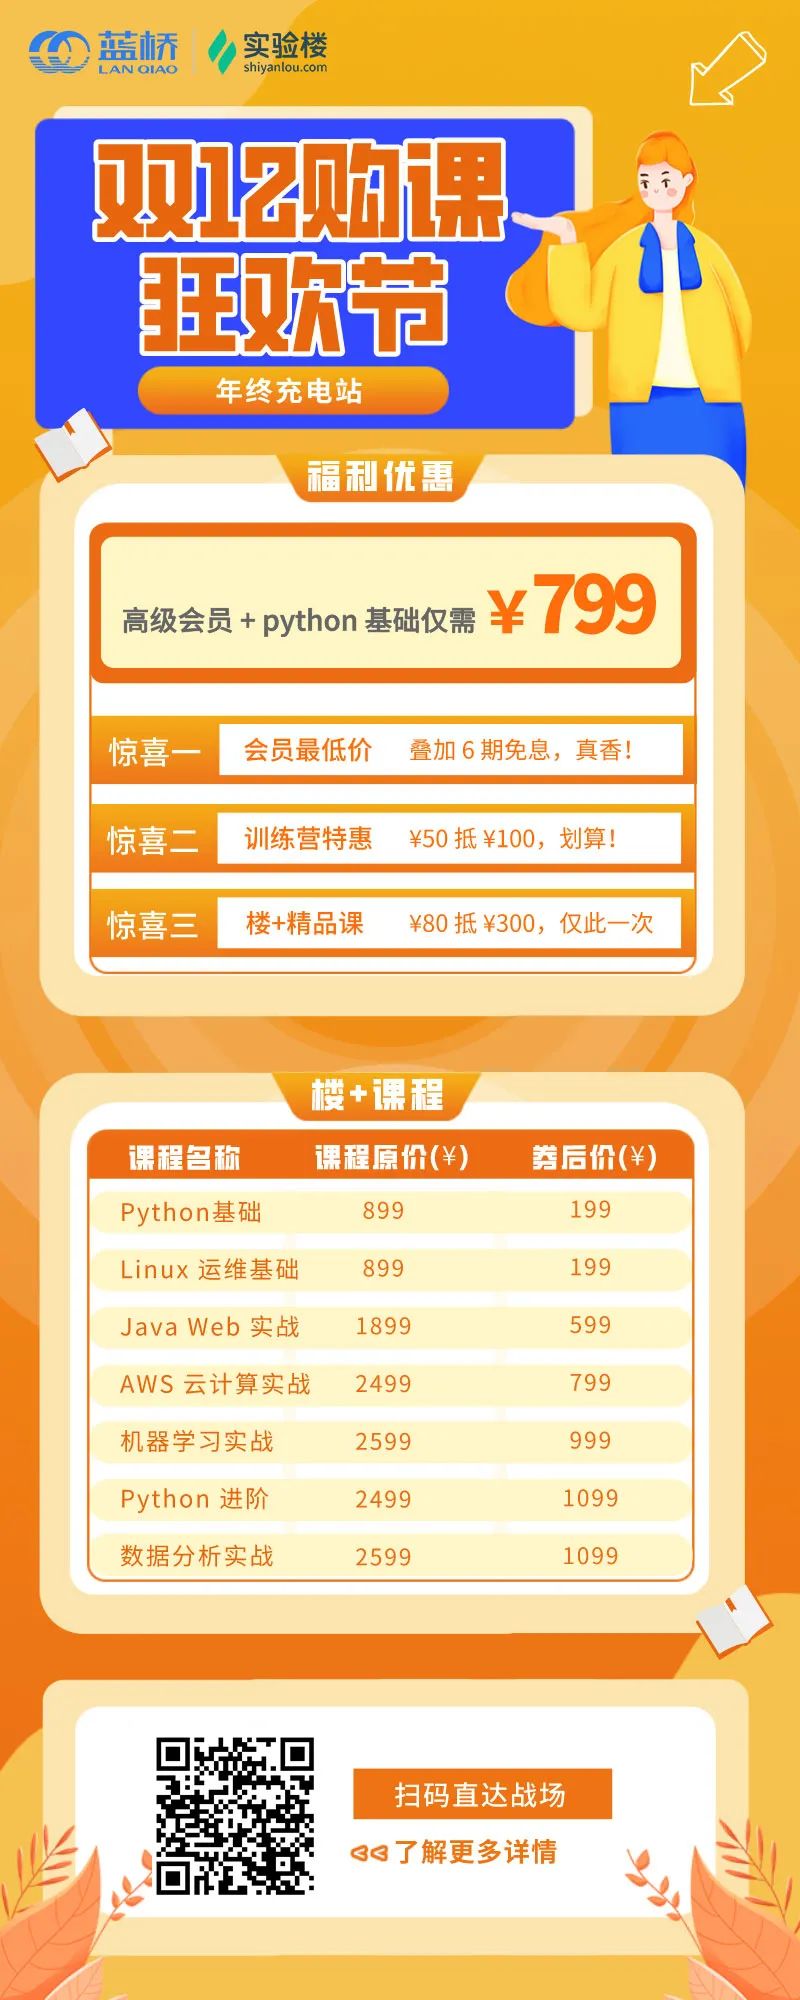 蓝桥
LAN QIAO
实验楼
shiyanlou.com
双12购课
狂欢节
年终充电站
福利优惠
高级会员 + python 基础仅需 ¥799
惊喜一 会员最低价 叠加 6 期免息，真香！
惊喜二 训练营特惠 ¥50 抵 ¥100，划算！
惊喜三 楼+精品课 ¥80 抵 ¥300，仅此一次
楼+课程
课程名称 课程原价(¥) 券后价(¥)
Python基础 899 199
Linux 运维基础 899 199
Java Web 实战 1899 599
AWS 云计算实战 2499 799
机器学习实战 2599 999
Python 进阶 2499 1099
数据分析实战 2599 1099
扫码直达战场
了解更多详情